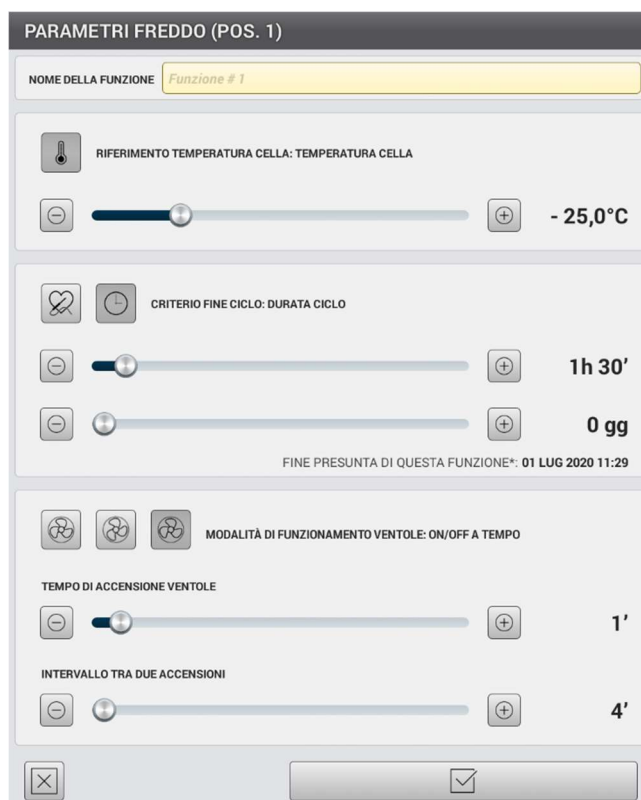 PARAMETRI FREDDO (POS. 1)
NOME DELLA FUNZIONE Funzione # 1
RIFERIMENTO TEMPERATURA CELLA: TEMPERATURA CELLA
- 25,0°C
CRITERIO FINE CICLO: DURATA CICLO
1h 30’
0 gg
FINE PRESUNTA DI QUESTA FUNZIONE*: 01 LUG 2020 11:29
MODALITÀ DI FUNZIONAMENTO VENTOLE: ON/OFF A TEMPO
TEMPO DI ACCENSIONE VENTOLE
1’
INTERVALLO TRA DUE ACCENSIONI
4’